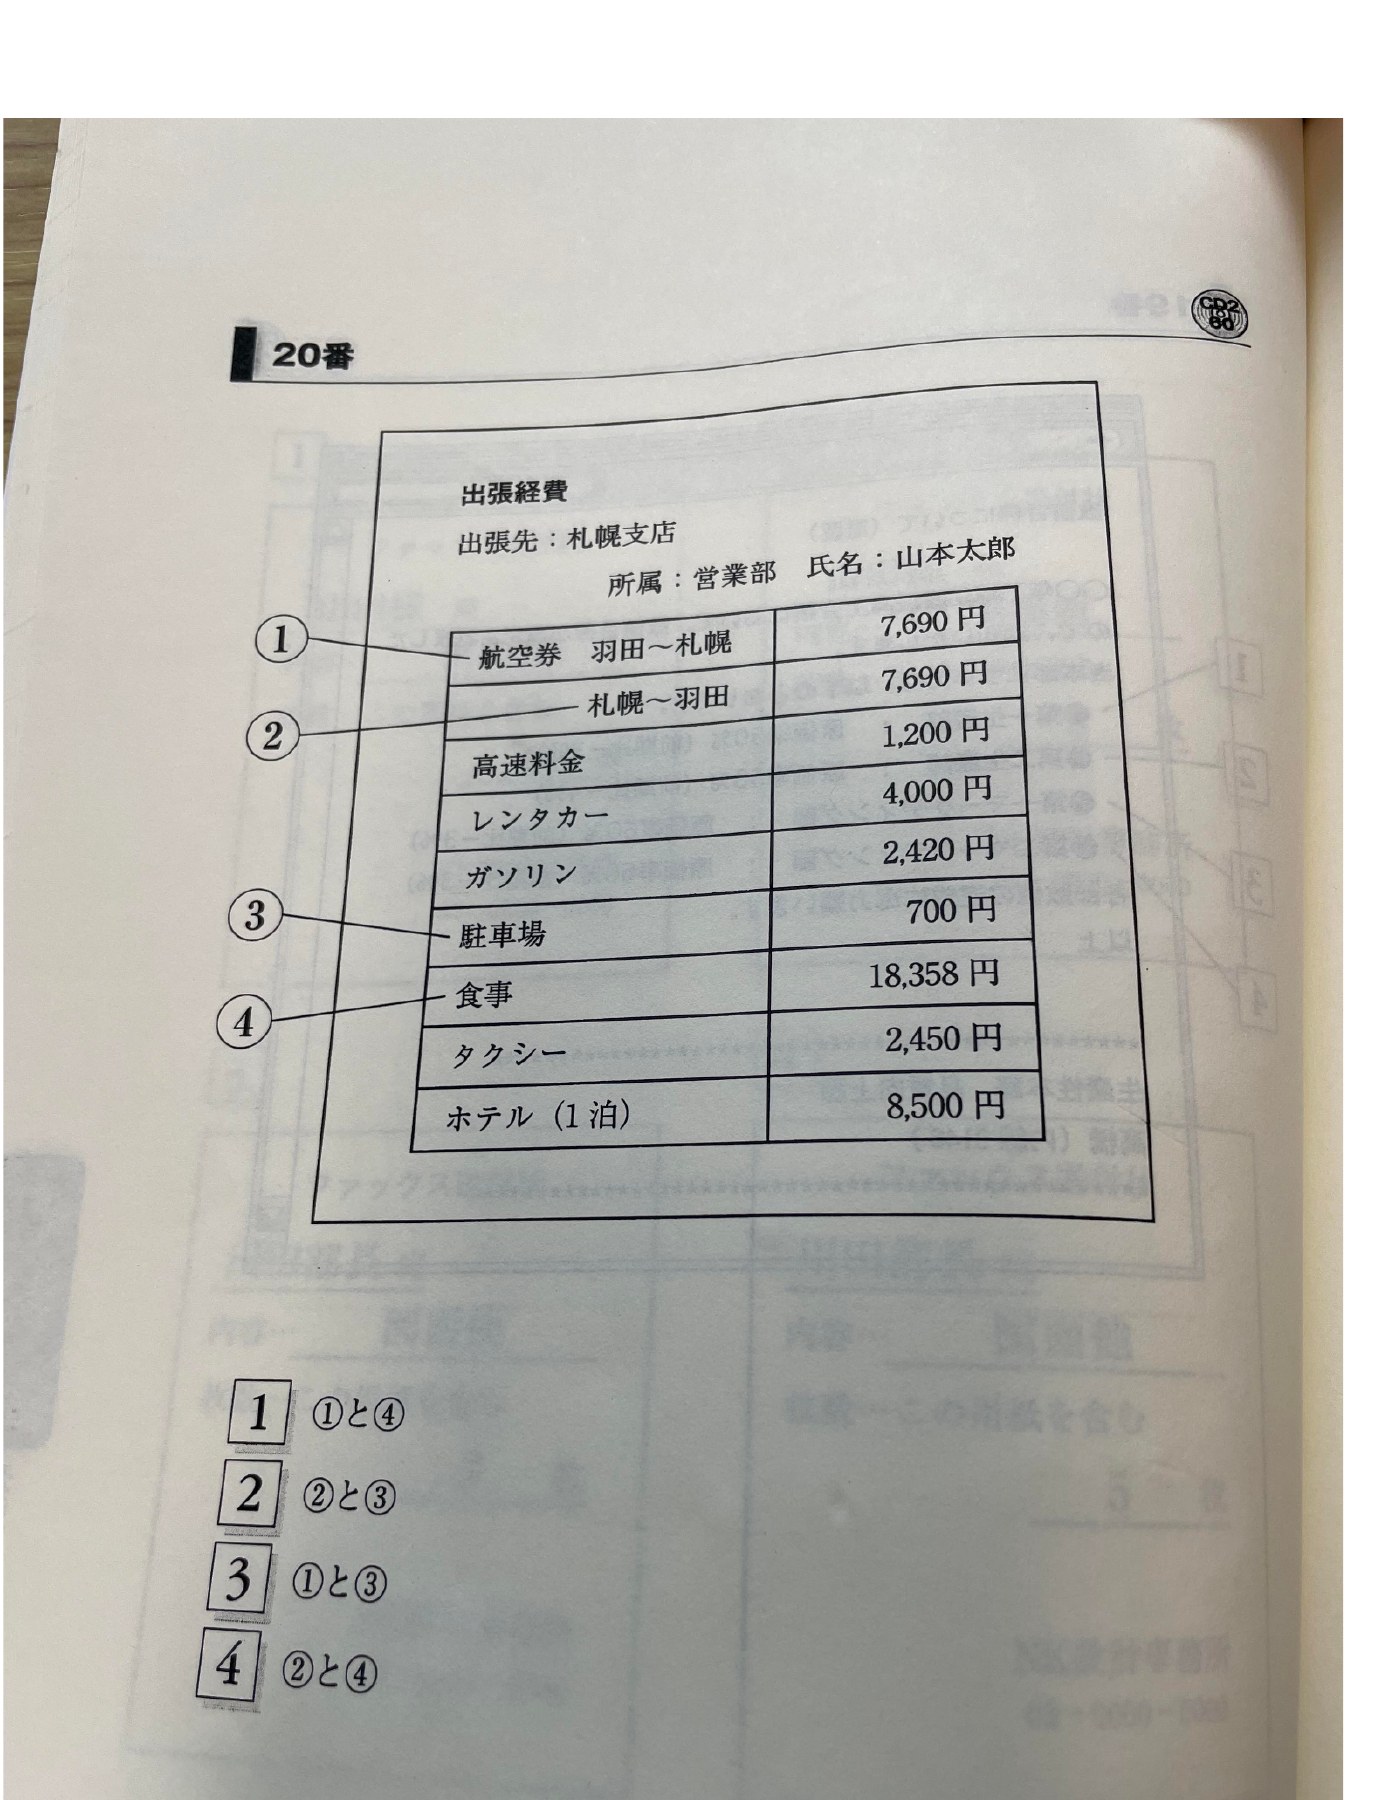 CD2
60
20番
出張経費
出張先：札幌支店
所属：営業部　氏名：山本太郎
① 航空券　羽田～札幌　7,690 円
② 札幌～羽田　7,690 円
高速料金　1,200 円
レンタカー　4,000 円
ガソリン　2,420 円
③ 駐車場　700 円
④ 食事　18,358 円
タクシー　2,450 円
ホテル（1 泊）　8,500 円
1　①と④
2　②と③
3　①と③
4　②と④